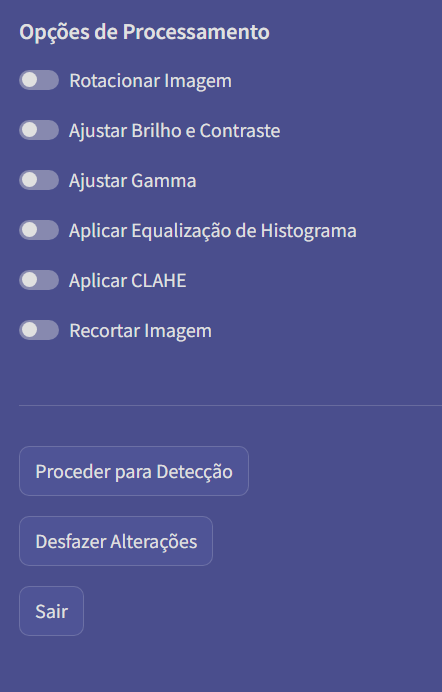 Opções de Processamento
Rotacionar Imagem
Ajustar Brilho e Contraste
Ajustar Gamma
Aplicar Equalização de Histograma
Aplicar CLAHE
Recortar Imagem
Proceder para Detecção
Desfazer Alterações
Sair